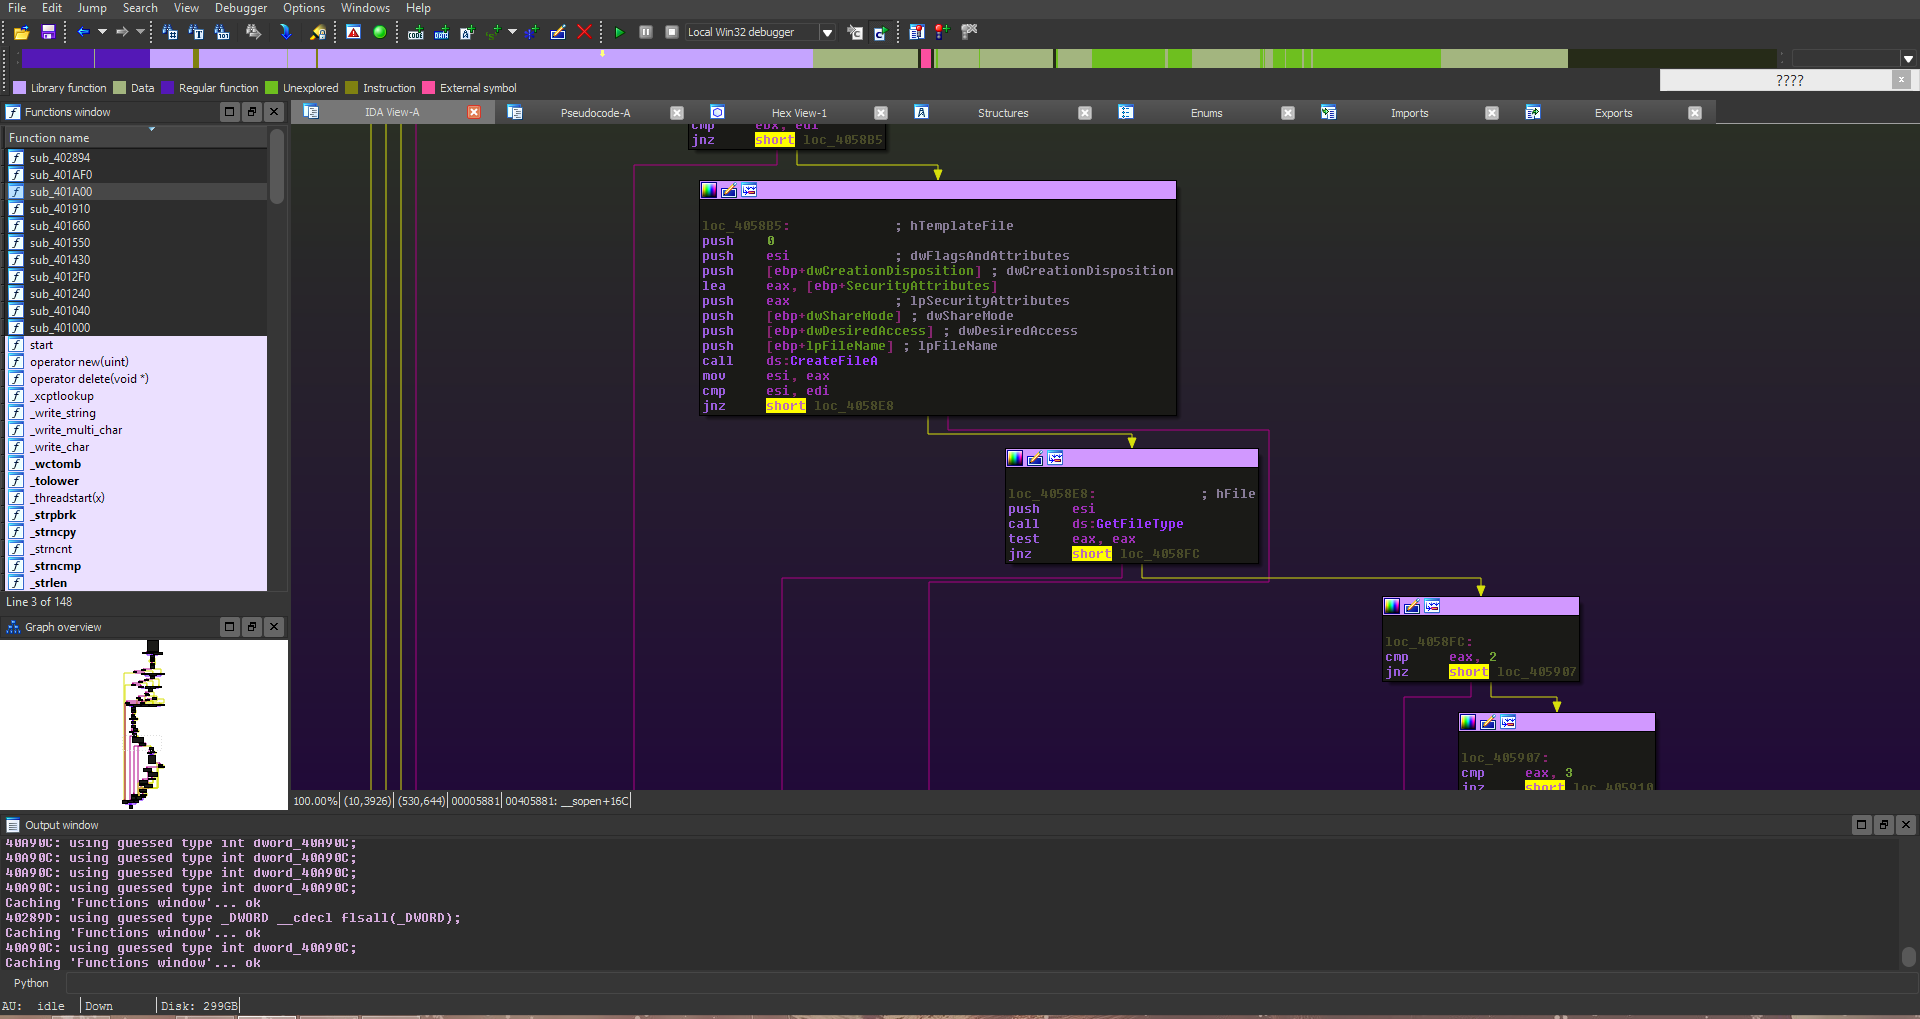 File Edit Jump Search View Debugger Options Windows Help
Local Win32 debugger
Library function Data Regular function Unexplored Instruction External symbol
????
Functions window
IDA View-A Pseudocode-A Hex View-1 Structures Enums Imports Exports
Function name
sub_402894
sub_401AF0
sub_401A00
sub_401910
sub_401660
sub_401550
sub_401430
sub_4012F0
sub_401240
sub_401040
sub_401000
start
operator new(uint)
operator delete(void *)
_xcptlookup
_write_string
_write_multi_char
_write_char
_wctomb
_tolower
_threadstart(x)
_strpbrk
_strncpy
_strncnt
_strncmp
_strlen
Line 3 of 148
Graph overview
cmp ebx, edi
jnz short loc_4058B5
loc_4058B5: ; hTemplateFile
push 0
push esi ; dwFlagsAndAttributes
push [ebp+dwCreationDisposition] ; dwCreationDisposition
lea eax, [ebp+SecurityAttributes]
push eax ; lpSecurityAttributes
push [ebp+dwShareMode] ; dwShareMode
push [ebp+dwDesiredAccess] ; dwDesiredAccess
push [ebp+lpFileName] ; lpFileName
call ds:CreateFileA
mov esi, eax
cmp esi, edi
jnz short loc_4058E8
loc_4058E8: ; hFile
push esi
call ds:GetFileType
test eax, eax
jnz short loc_4058FC
loc_4058FC:
cmp eax, 2
jnz short loc_405907
loc_405907:
cmp eax, 3
jnz short loc_405910
100.00% (10,3926) (530,644) 00005881 00405881: __sopen+16C
Output window
40A90C: using guessed type int dword_40A90C;
40A90C: using guessed type int dword_40A90C;
40A90C: using guessed type int dword_40A90C;
40A90C: using guessed type int dword_40A90C;
Caching 'Functions window'... ok
40289D: using guessed type _DWORD __cdecl flsall(_DWORD);
Caching 'Functions window'... ok
40A90C: using guessed type int dword_40A90C;
Caching 'Functions window'... ok
Python
AU: idle Down Disk: 299GB